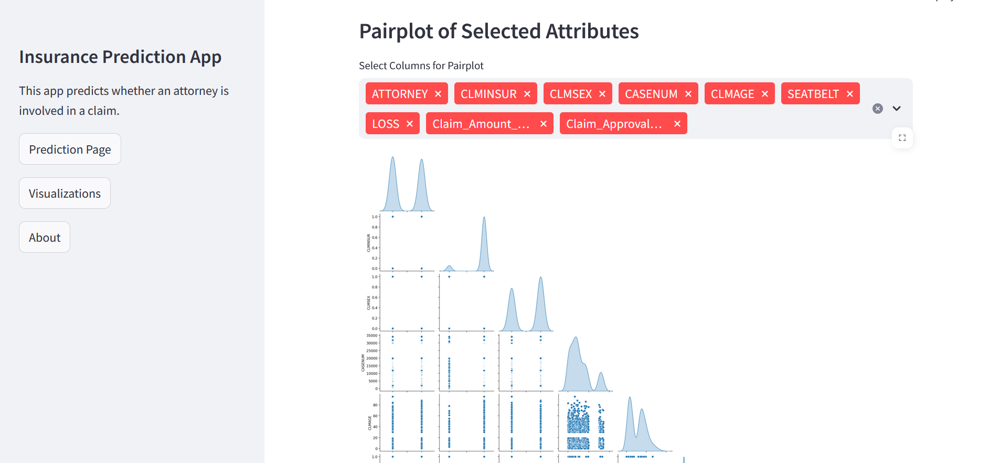 Insurance Prediction App
This app predicts whether an attorney is
involved in a claim.
Prediction Page
Visualizations
About
Pairplot of Selected Attributes
Select Columns for Pairplot
ATTORNEY CLMINSUR CLMSEX CASENUM CLMAGE SEATBELT
LOSS Claim_Amount_... Claim_Approval...
1.0
0.8
0.6
0.4
0.2
0.0
CLMINSUR
1.0
0.8
0.6
0.4
0.2
0.0
CLMSEX
35000
30000
25000
20000
15000
10000
5000
0
CASENUM
80
60
40
20
0
CLMAGE
1.0